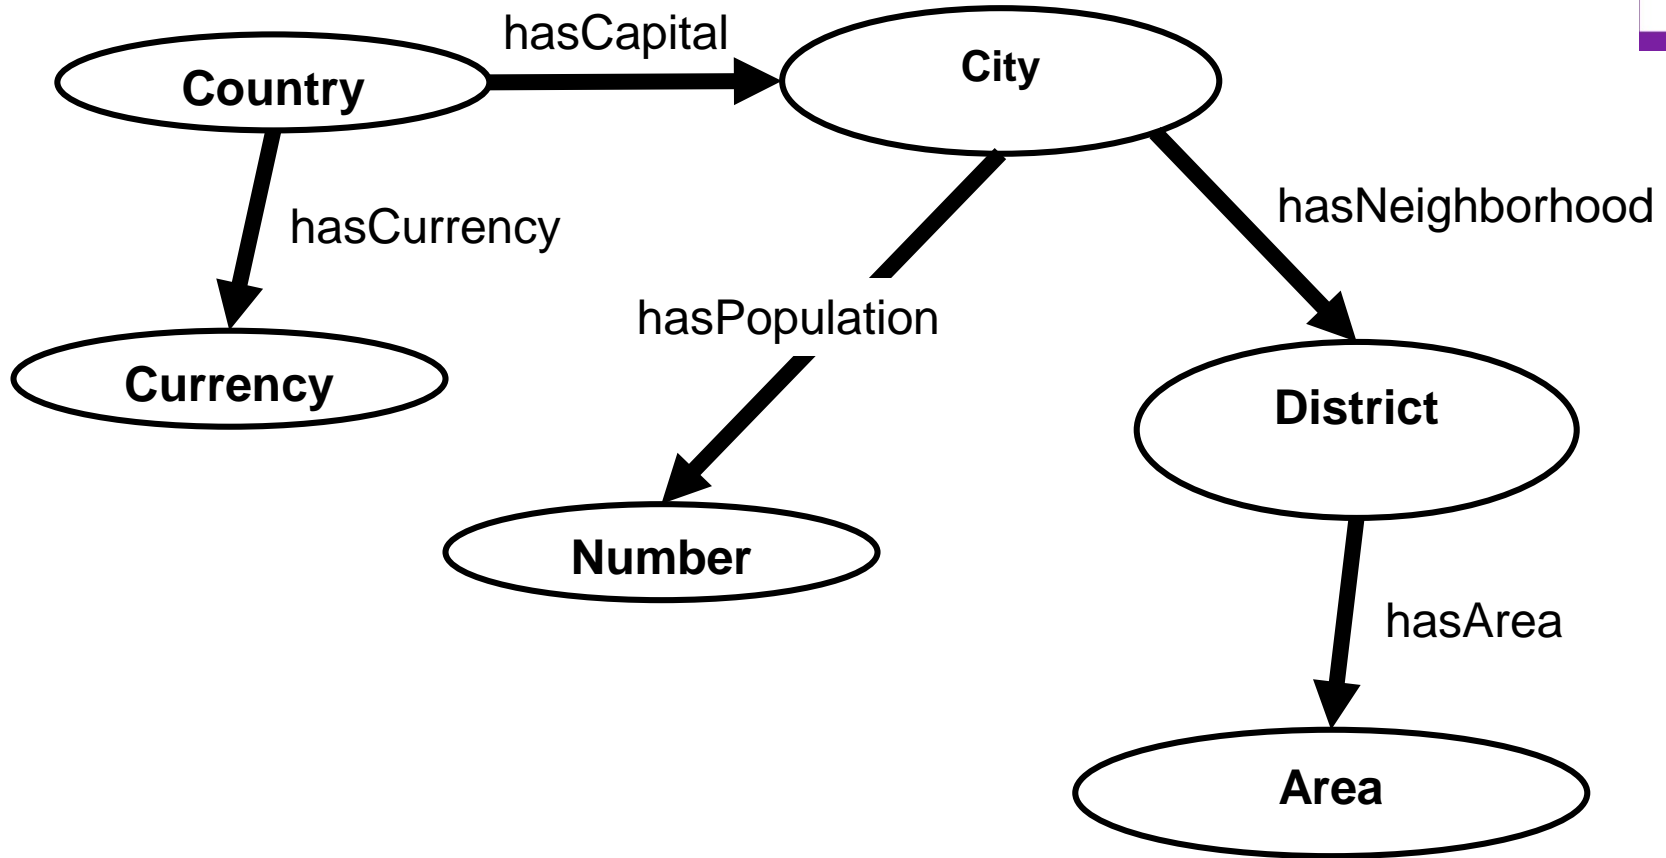 hasCapital
Country
City
hasNeighborhood
hasCurrency
hasPopulation
Currency
District
Number
hasArea
Area